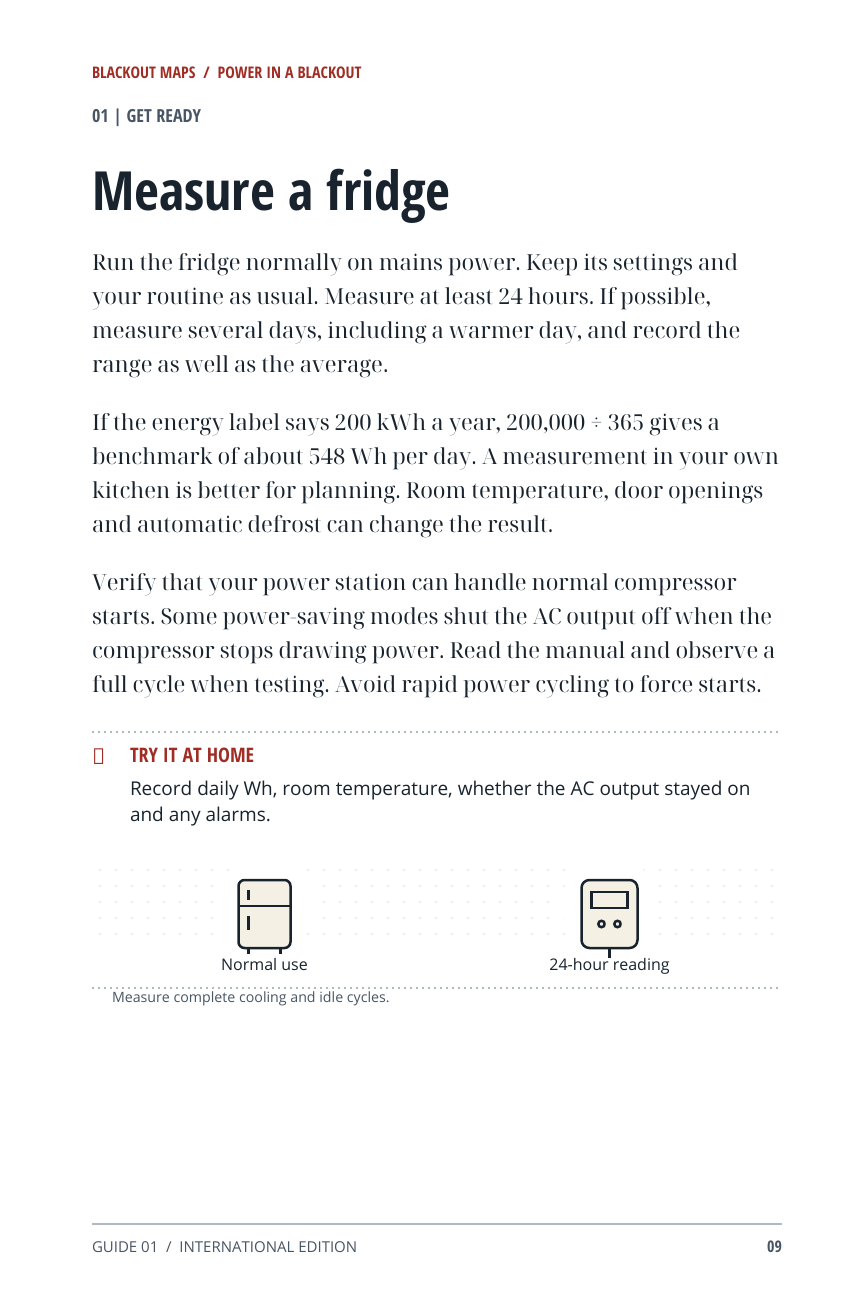 BLACKOUT MAPS / POWER IN A BLACKOUT
01 | GET READY
Measure a fridge
Run the fridge normally on mains power. Keep its settings and
your routine as usual. Measure at least 24 hours. If possible,
measure several days, including a warmer day, and record the
range as well as the average.
If the energy label says 200 kWh a year, 200,000 ÷ 365 gives a
benchmark of about 548 Wh per day. A measurement in your own
kitchen is better for planning. Room temperature, door openings
and automatic defrost can change the result.
Verify that your power station can handle normal compressor
starts. Some power-saving modes shut the AC output off when the
compressor stops drawing power. Read the manual and observe a
full cycle when testing. Avoid rapid power cycling to force starts.
TRY IT AT HOME
Record daily Wh, room temperature, whether the AC output stayed on
and any alarms.
Normal use
24-hour reading
Measure complete cooling and idle cycles.
GUIDE 01 / INTERNATIONAL EDITION
09